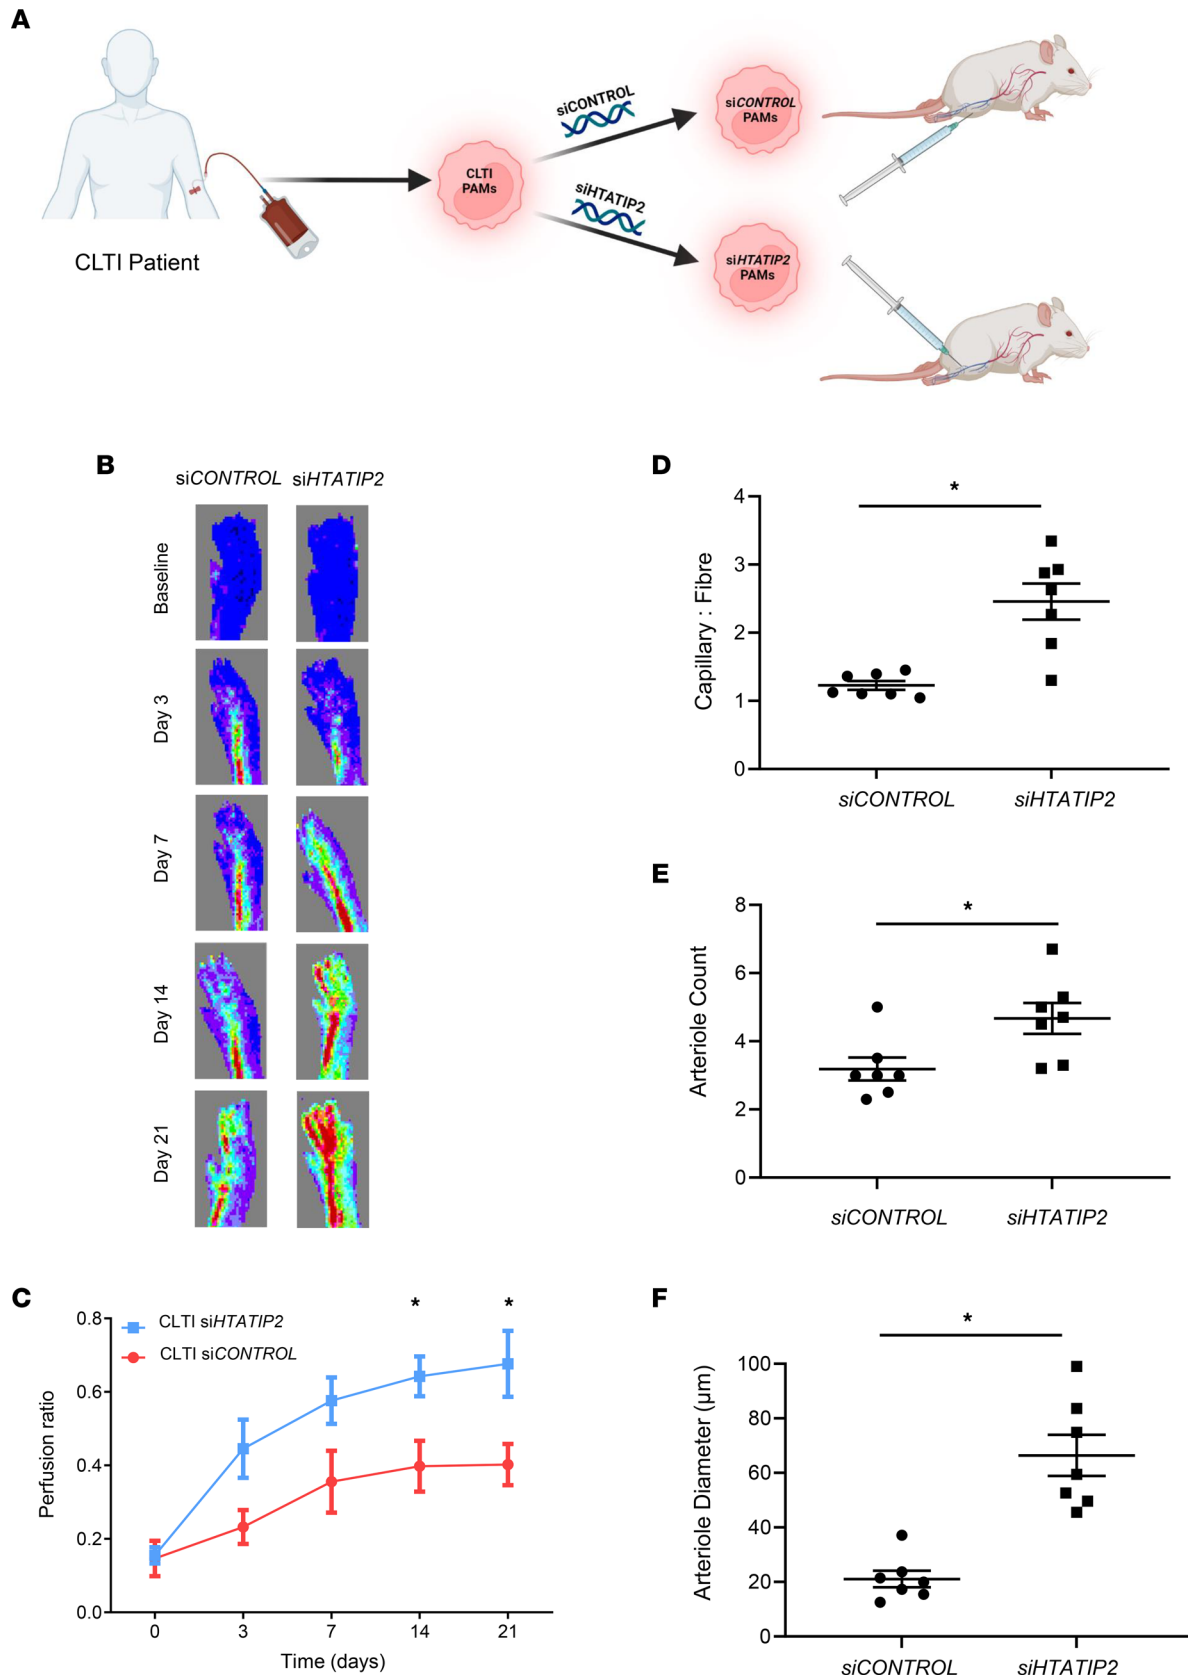 A
CLTI Patient
CLTI
PAMs
siCONTROL
siHTATIP2
siCONTROL
PAMs
siHTATIP2
PAMs
B
siCONTROL siHTATIP2
Baseline
Day 3
Day 7
Day 14
Day 21
C
* *
CLTI siHTATIP2
CLTI siCONTROL
Perfusion ratio
0.8
0.6
0.4
0.2
0.0
0 3 7 14 21
Time (days)
D
*
Capillary : Fibre
4
3
2
1
0
siCONTROL siHTATIP2
E
*
Arteriole Count
8
6
4
2
0
siCONTROL siHTATIP2
F
*
Arteriole Diameter (µm)
100
80
60
40
20
0
siCONTROL siHTATIP2